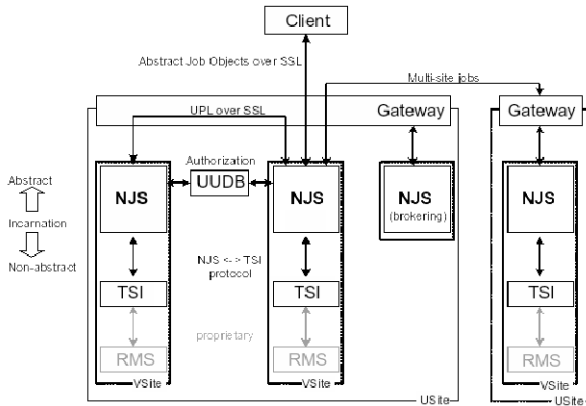 Client
Abstract Job Objects over SSL
Multi-site jobs
UPL over SSL
Gateway
Gateway
Authorization
Abstract
Incarnation
Non-abstract
NJS
UUDB
NJS
NJS
(brokering)
NJS
NJS <-> TSI
protocol
TSI
TSI
TSI
proprietary
RMS
RMS
RMS
VSite
VSite
VSite
USite
USite